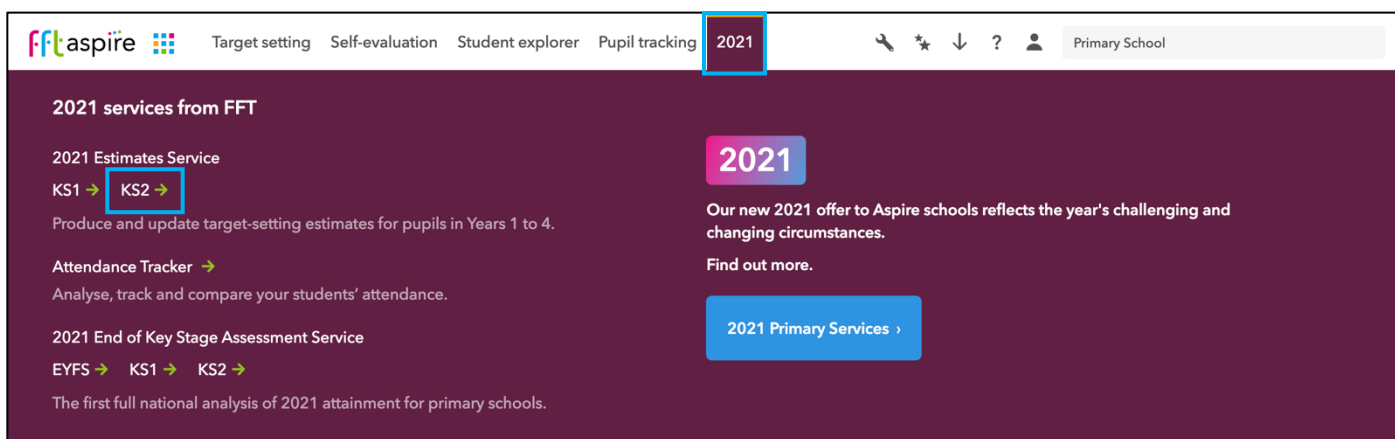 fft aspire Target setting Self-evaluation Student explorer Pupil tracking 2021 ? Primary School
2021 services from FFT
2021 Estimates Service
KS1 → KS2 →
Produce and update target-setting estimates for pupils in Years 1 to 4.
Attendance Tracker →
Analyse, track and compare your students' attendance.
2021 End of Key Stage Assessment Service
EYFS → KS1 → KS2 →
The first full national analysis of 2021 attainment for primary schools.
2021
Our new 2021 offer to Aspire schools reflects the year's challenging and
changing circumstances.
Find out more.
2021 Primary Services ›